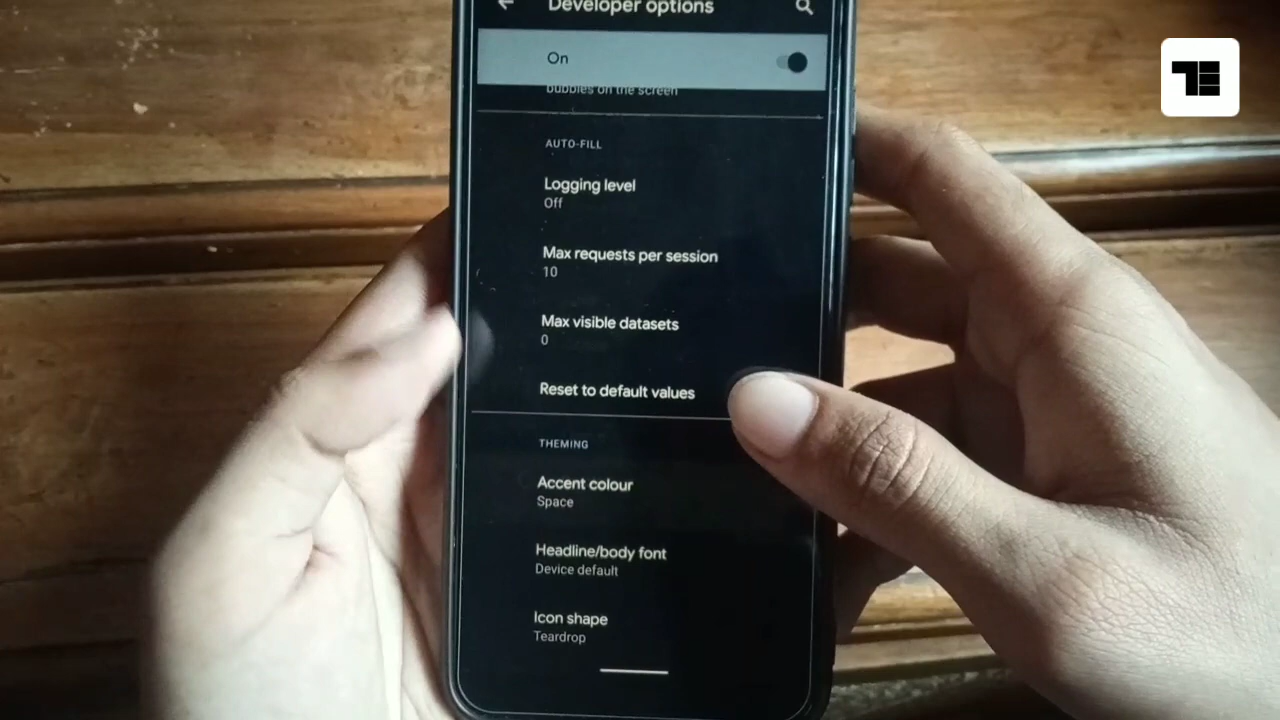 Developer options
On
bubbles on the screen
AUTO-FILL
Logging level
Off
Max requests per session
10
Max visible datasets
0
Reset to default values
THEMING
Accent colour
Space
Headline/body font
Device default
Icon shape
Teardrop